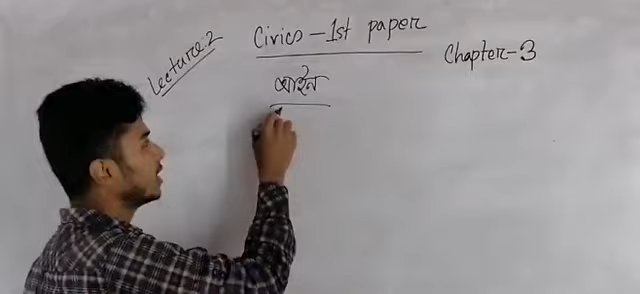 Lecture:2
Civics - 1st paper
Chapter-3
আইন